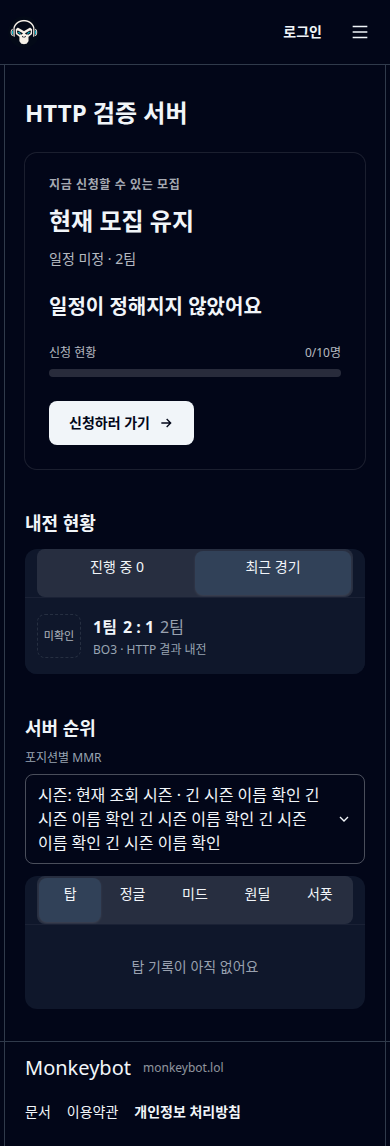 로그인
HTTP 검증 서버
지금 신청할 수 있는 모집
현재 모집 유지
일정 미정 · 2팀
일정이 정해지지 않았어요
신청 현황 0/10명
신청하러 가기 →
내전 현황
진행 중 0 최근 경기
미확인 1팀 2 : 1 2팀
BO3 · HTTP 결과 내전
서버 순위
포지션별 MMR
시즌: 현재 조회 시즌 · 긴 시즌 이름 확인 긴
시즌 이름 확인 긴 시즌 이름 확인 긴 시즌
이름 확인 긴 시즌 이름 확인
탑 정글 미드 원딜 서폿
탑 기록이 아직 없어요
Monkeybot monkeybot.lol
문서 이용약관 개인정보 처리방침